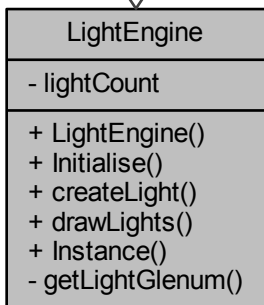 LightEngine
- lightCount
+ LightEngine()
+ Initialise()
+ createLight()
+ drawLights()
+ Instance()
- getLightGlenum()